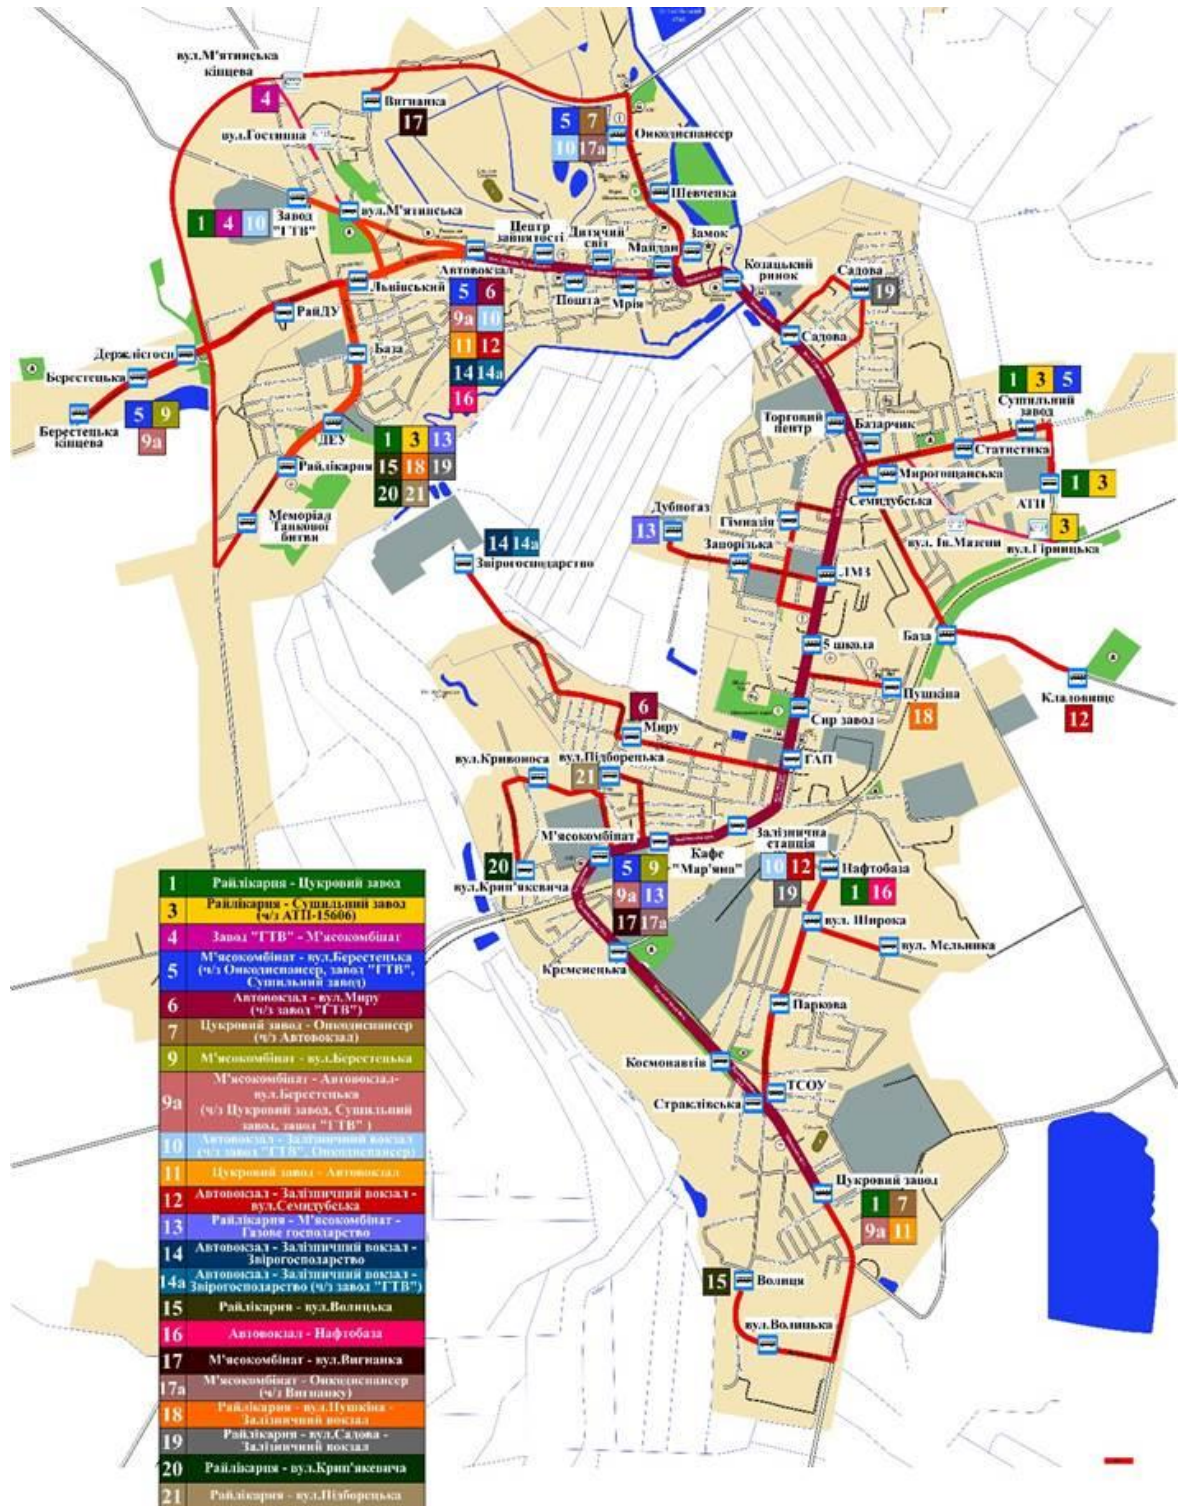 вул.М'ятинська
кінцева
4
Вигнанка
17
вул.Гостинна
5 7
10 17а
Онкодиспансер
Шевченка
Завод
"ГТВ"
1 4 10
вул.М'ятинська
Центр
зайнятості
Дитячий
світ
Майдан
Замок
Козацький
ринок
Садова
19
Автовокзал
5 6
9а 10
11 12
14 14а
16
Пошта
Мрія
Львівський
РайДУ
База
Садова
Держлісгосп
Берестецька
Берестецька
кінцева
5 9
9а
1 3 5
Сушильний
завод
Торговий
центр
Базарчик
Статистика
Мирогощанська
Семидубська
АТП
1 3
ДЕУ
1 3 13
15 18 19
20 21
Райлікарня
Меморіал
Танкової
битви
Дубногаз
13
Гімназія
Запорізька
вул. Ів.Мазепи
3
вул.Гірницька
14 14а
Звірогосподарство
ЛМЗ
5 школа
База
Пушкіна
18
Кладовище
12
6
Миру
Сир завод
ГАП
вул.Кривоноса
вул.Підборецька
21
М'ясокомбінат
Кафе
"Мар'яна"
Залізнична
станція
10 12
19
Нафтобаза
1 16
20
вул.Крип'якевича
5 9
9а 13
17 17а
вул. Широка
вул. Мельника
Кременецька
Паркова
Космонавтів
ТСОУ
Страклівська
Цукровий завод
1 7
9а 11
15
Волиця
вул.Волицька
1 Райлікарня - Цукровий завод
3 Райлікарня - Сушильний завод
(ч/з АТП-15606)
4 Завод "ГТВ" - М'ясокомбінат
5 М'ясокомбінат - вул.Берестецька
(ч/з Онкодиспансер, завод "ГТВ",
Сушильний завод)
6 Автовокзал - вул.Миру
(ч/з завод "ГТВ")
7 Цукровий завод - Онкодиспансер
(ч/з Автовокзал)
9 М'ясокомбінат - вул.Берестецька
9а М'ясокомбінат - Автовокзал-
вул.Берестецька
(ч/з Цукровий завод, Сушильний
завод, завод "ГТВ" )
10 Автовокзал - Залізничний вокзал
(ч/з завод "ГТВ", Онкодиспансер)
11 Цукровий завод - Автовокзал
12 Автовокзал - Залізничний вокзал -
вул.Семидубська
13 Райлікарня - М'ясокомбінат -
Газове господарство
14 Автовокзал - Залізничний вокзал -
Звірогосподарство
14а Автовокзал - Залізничний вокзал -
Звірогосподарство (ч/з завод "ГТВ")
15 Райлікарня - вул.Волицька
16 Автовокзал - Нафтобаза
17 М'ясокомбінат - вул.Вигнанка
17а М'ясокомбінат - Онкодиспансер
(ч/з Вигнанку)
18 Райлікарня - вул.Пушкіна -
Залізничний вокзал
19 Райлікарня - вул.Садова -
Залізничний вокзал
20 Райлікарня - вул.Крип'якевича
21 Райлікарня - вул.Підборецька